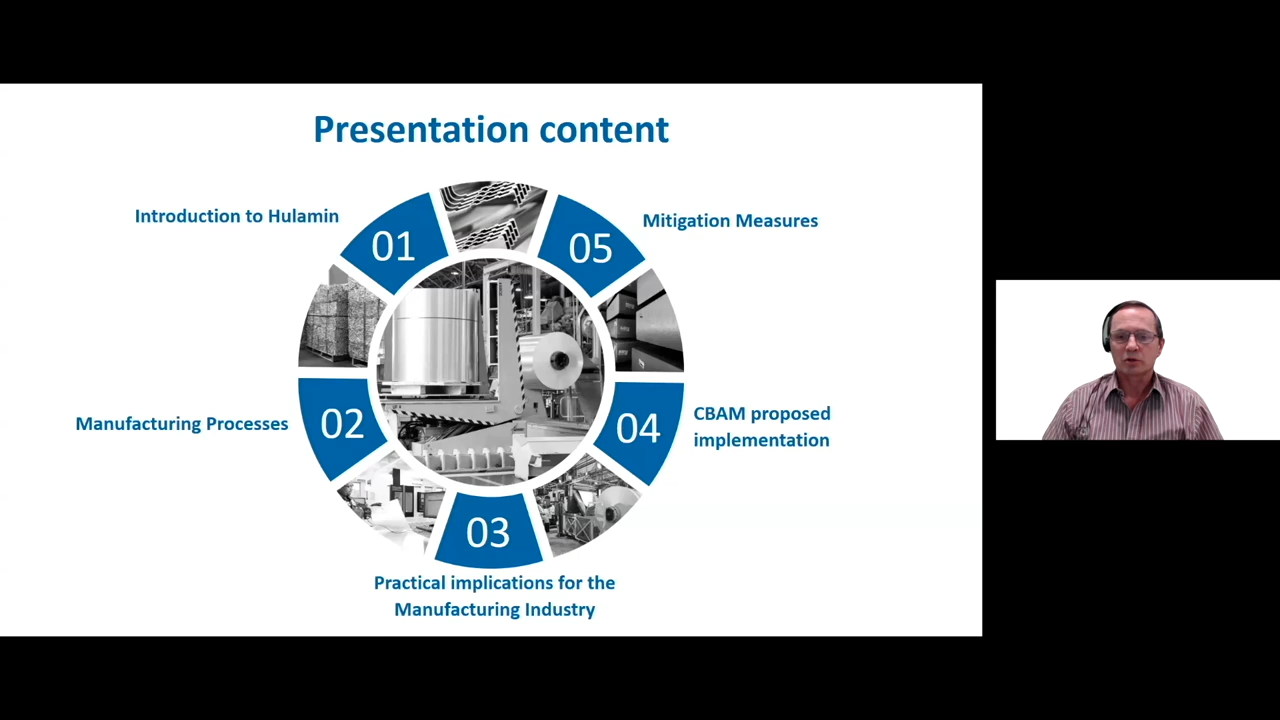 Presentation content
Introduction to Hulamin
01
05
Mitigation Measures
Manufacturing Processes
02
04
CBAM proposed
implementation
03
Practical implications for the
Manufacturing Industry